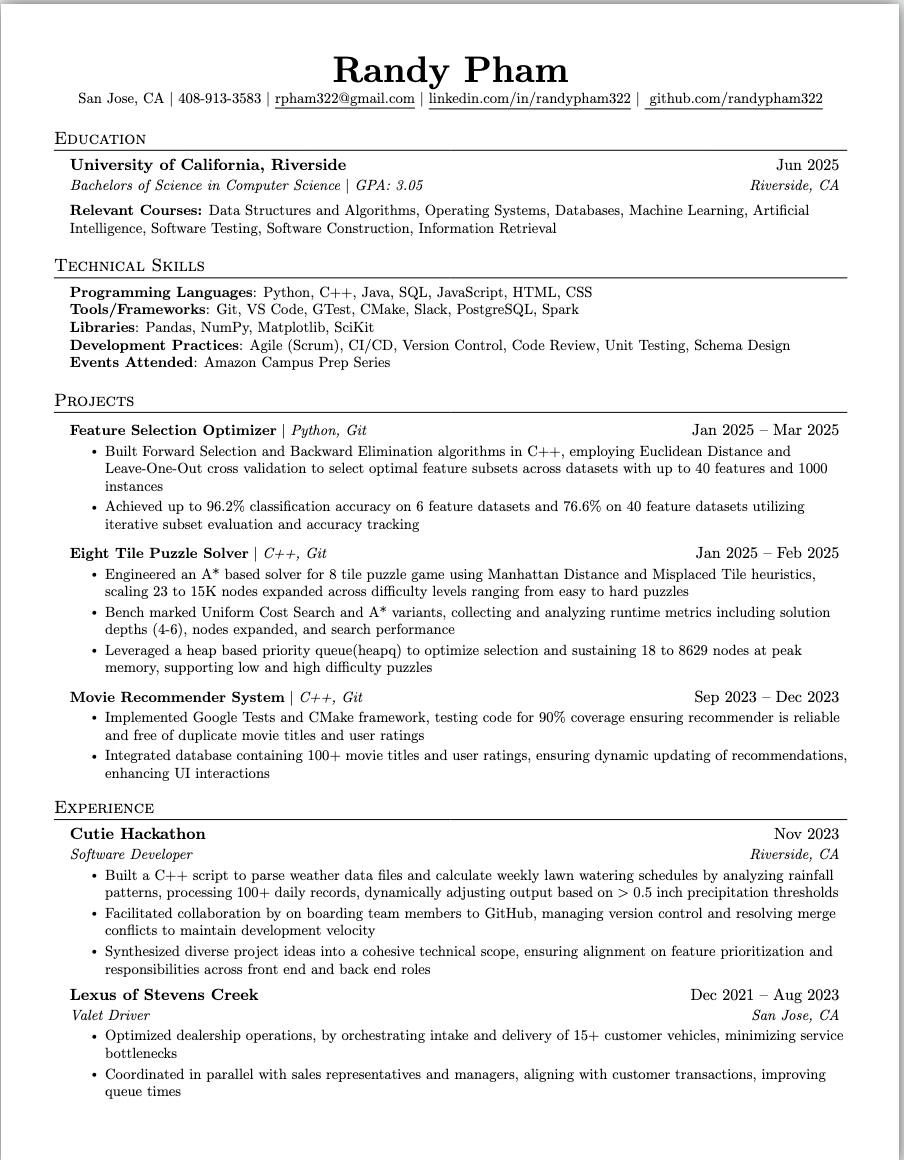 Randy Pham
San Jose, CA | 408-913-3583 | rpham322@gmail.com | linkedin.com/in/randypham322 | github.com/randypham322
Education
University of California, Riverside Jun 2025
Bachelors of Science in Computer Science | GPA: 3.05 Riverside, CA
Relevant Courses: Data Structures and Algorithms, Operating Systems, Databases, Machine Learning, Artificial
Intelligence, Software Testing, Software Construction, Information Retrieval
Technical Skills
Programming Languages: Python, C++, Java, SQL, JavaScript, HTML, CSS
Tools/Frameworks: Git, VS Code, GTest, CMake, Slack, PostgreSQL, Spark
Libraries: Pandas, NumPy, Matplotlib, SciKit
Development Practices: Agile (Scrum), CI/CD, Version Control, Code Review, Unit Testing, Schema Design
Events Attended: Amazon Campus Prep Series
Projects
Feature Selection Optimizer | Python, Git Jan 2025 – Mar 2025
• Built Forward Selection and Backward Elimination algorithms in C++, employing Euclidean Distance and
Leave-One-Out cross validation to select optimal feature subsets across datasets with up to 40 features and 1000
instances
• Achieved up to 96.2% classification accuracy on 6 feature datasets and 76.6% on 40 feature datasets utilizing
iterative subset evaluation and accuracy tracking
Eight Tile Puzzle Solver | C++, Git Jan 2025 – Feb 2025
• Engineered an A* based solver for 8 tile puzzle game using Manhattan Distance and Misplaced Tile heuristics,
scaling 23 to 15K nodes expanded across difficulty levels ranging from easy to hard puzzles
• Bench marked Uniform Cost Search and A* variants, collecting and analyzing runtime metrics including solution
depths (4-6), nodes expanded, and search performance
• Leveraged a heap based priority queue(heapq) to optimize selection and sustaining 18 to 8629 nodes at peak
memory, supporting low and high difficulty puzzles
Movie Recommender System | C++, Git Sep 2023 – Dec 2023
• Implemented Google Tests and CMake framework, testing code for 90% coverage ensuring recommender is reliable
and free of duplicate movie titles and user ratings
• Integrated database containing 100+ movie titles and user ratings, ensuring dynamic updating of recommendations,
enhancing UI interactions
Experience
Cutie Hackathon Nov 2023
Software Developer Riverside, CA
• Built a C++ script to parse weather data files and calculate weekly lawn watering schedules by analyzing rainfall
patterns, processing 100+ daily records, dynamically adjusting output based on > 0.5 inch precipitation thresholds
• Facilitated collaboration by on boarding team members to GitHub, managing version control and resolving merge
conflicts to maintain development velocity
• Synthesized diverse project ideas into a cohesive technical scope, ensuring alignment on feature prioritization and
responsibilities across front end and back end roles
Lexus of Stevens Creek Dec 2021 – Aug 2023
Valet Driver San Jose, CA
• Optimized dealership operations, by orchestrating intake and delivery of 15+ customer vehicles, minimizing service
bottlenecks
• Coordinated in parallel with sales representatives and managers, aligning with customer transactions, improving
queue times